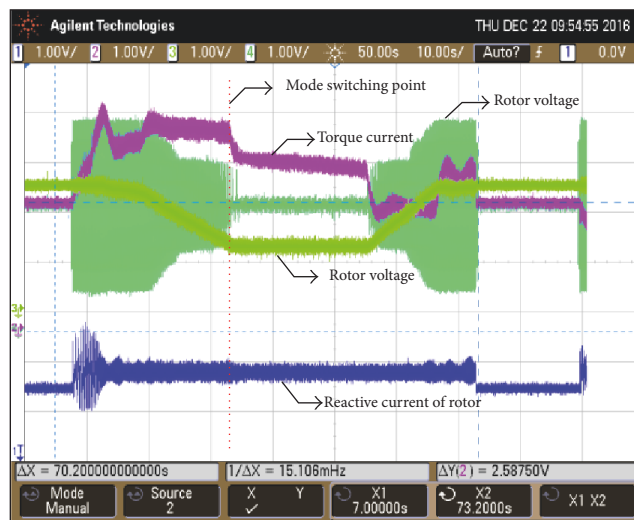 Agilent Technologies THU DEC 22 09:54:55 2016
1 1.00V/ 2 1.00V/ 3 1.00V/ 4 1.00V/ 50.00s 10.00s/ Auto? 1 0.0V
Mode switching point
Rotor voltage
Torque current
Rotor voltage
Reactive current of rotor
ΔX = 70.200000000000s 1/ΔX = 15.106mHz ΔY(2) = 2.58750V
Mode Source X Y X1 X2 X1 X2
Manual 2 ✓ 7.00000s 73.2000s